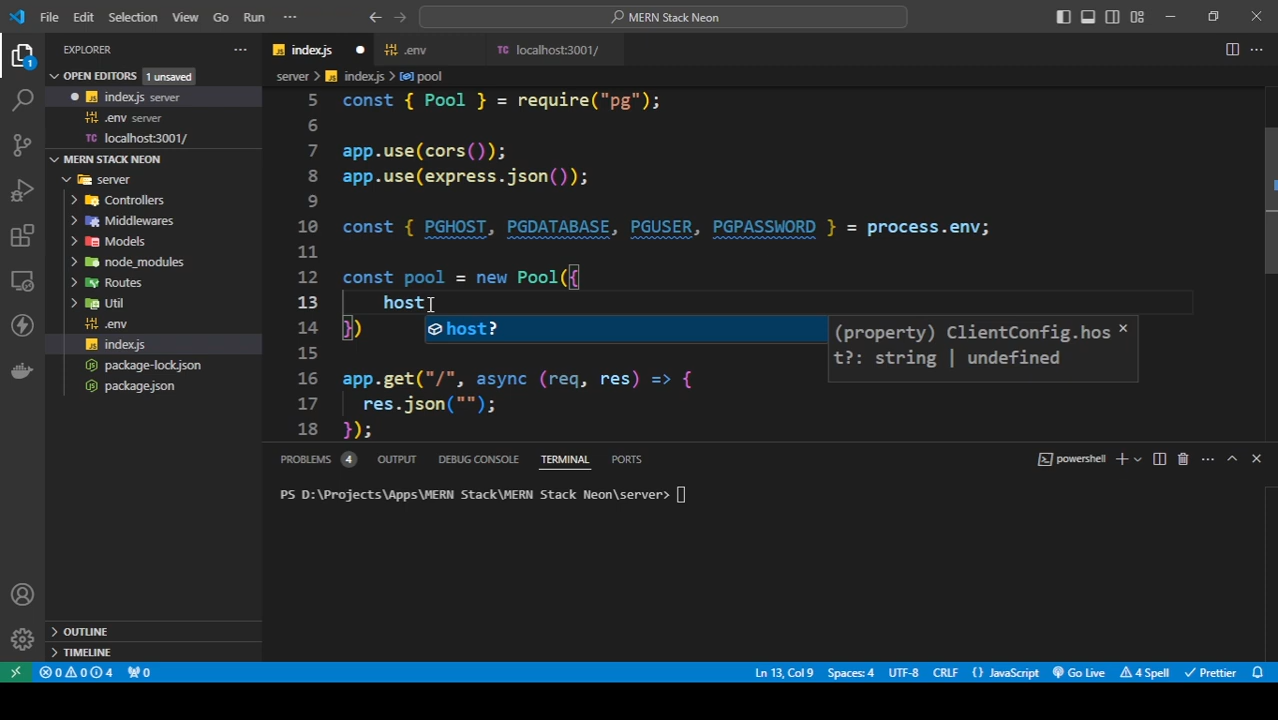 File Edit Selection View Go Run ··· MERN Stack Neon
EXPLORER ···
OPEN EDITORS 1 unsaved
index.js server
.env server
TC localhost:3001/
MERN STACK NEON
server
Controllers
Middlewares
Models
node_modules
Routes
Util
.env
index.js
package-lock.json
package.json
OUTLINE
TIMELINE
1
JS index.js .env TC localhost:3001/
server > JS index.js > pool
5 const { Pool } = require("pg");
6
7 app.use(cors());
8 app.use(express.json());
9
10 const { PGHOST, PGDATABASE, PGUSER, PGPASSWORD } = process.env;
11
12 const pool = new Pool({
13 host
host?
(property) ClientConfig.hos
t?: string | undefined
14 })
15
16 app.get("/", async (req, res) => {
17 res.json("");
18 });
PROBLEMS 4 OUTPUT DEBUG CONSOLE TERMINAL PORTS powershell
PS D:\Projects\Apps\MERN Stack\MERN Stack Neon\server>
0 0 4 0 Ln 13, Col 9 Spaces: 4 UTF-8 CRLF {} JavaScript Go Live 4 Spell Prettier